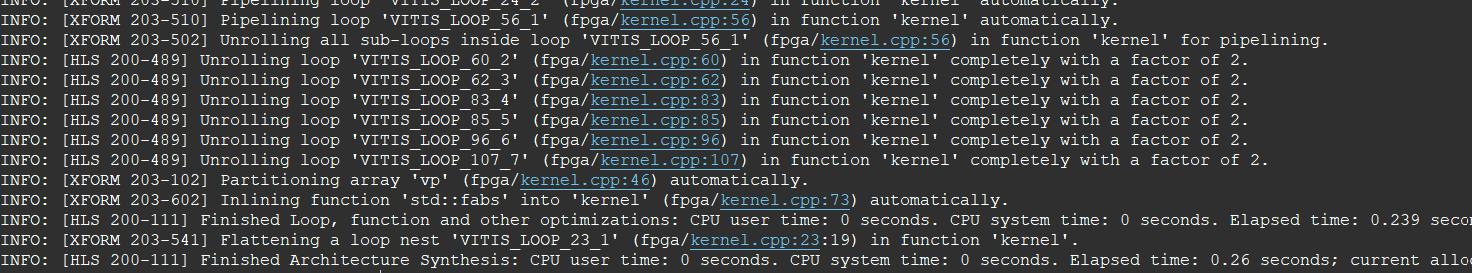 INFO: [XFORM 203-510] Pipelining loop 'VITIS_LOOP_24_2' (fpga/kernel.cpp:24) in function 'kernel' automatically.
INFO: [XFORM 203-510] Pipelining loop 'VITIS_LOOP_56_1' (fpga/kernel.cpp:56) in function 'kernel' automatically.
INFO: [XFORM 203-502] Unrolling all sub-loops inside loop 'VITIS_LOOP_56_1' (fpga/kernel.cpp:56) in function 'kernel' for pipelining.
INFO: [HLS 200-489] Unrolling loop 'VITIS_LOOP_60_2' (fpga/kernel.cpp:60) in function 'kernel' completely with a factor of 2.
INFO: [HLS 200-489] Unrolling loop 'VITIS_LOOP_62_3' (fpga/kernel.cpp:62) in function 'kernel' completely with a factor of 2.
INFO: [HLS 200-489] Unrolling loop 'VITIS_LOOP_83_4' (fpga/kernel.cpp:83) in function 'kernel' completely with a factor of 2.
INFO: [HLS 200-489] Unrolling loop 'VITIS_LOOP_85_5' (fpga/kernel.cpp:85) in function 'kernel' completely with a factor of 2.
INFO: [HLS 200-489] Unrolling loop 'VITIS_LOOP_96_6' (fpga/kernel.cpp:96) in function 'kernel' completely with a factor of 2.
INFO: [HLS 200-489] Unrolling loop 'VITIS_LOOP_107_7' (fpga/kernel.cpp:107) in function 'kernel' completely with a factor of 2.
INFO: [XFORM 203-102] Partitioning array 'vp' (fpga/kernel.cpp:46) automatically.
INFO: [XFORM 203-602] Inlining function 'std::fabs' into 'kernel' (fpga/kernel.cpp:73) automatically.
INFO: [HLS 200-111] Finished Loop, function and other optimizations: CPU user time: 0 seconds. CPU system time: 0 seconds. Elapsed time: 0.239 seco
INFO: [XFORM 203-541] Flattening a loop nest 'VITIS_LOOP_23_1' (fpga/kernel.cpp:23:19) in function 'kernel'.
INFO: [HLS 200-111] Finished Architecture Synthesis: CPU user time: 0 seconds. CPU system time: 0 seconds. Elapsed time: 0.26 seconds; current allo